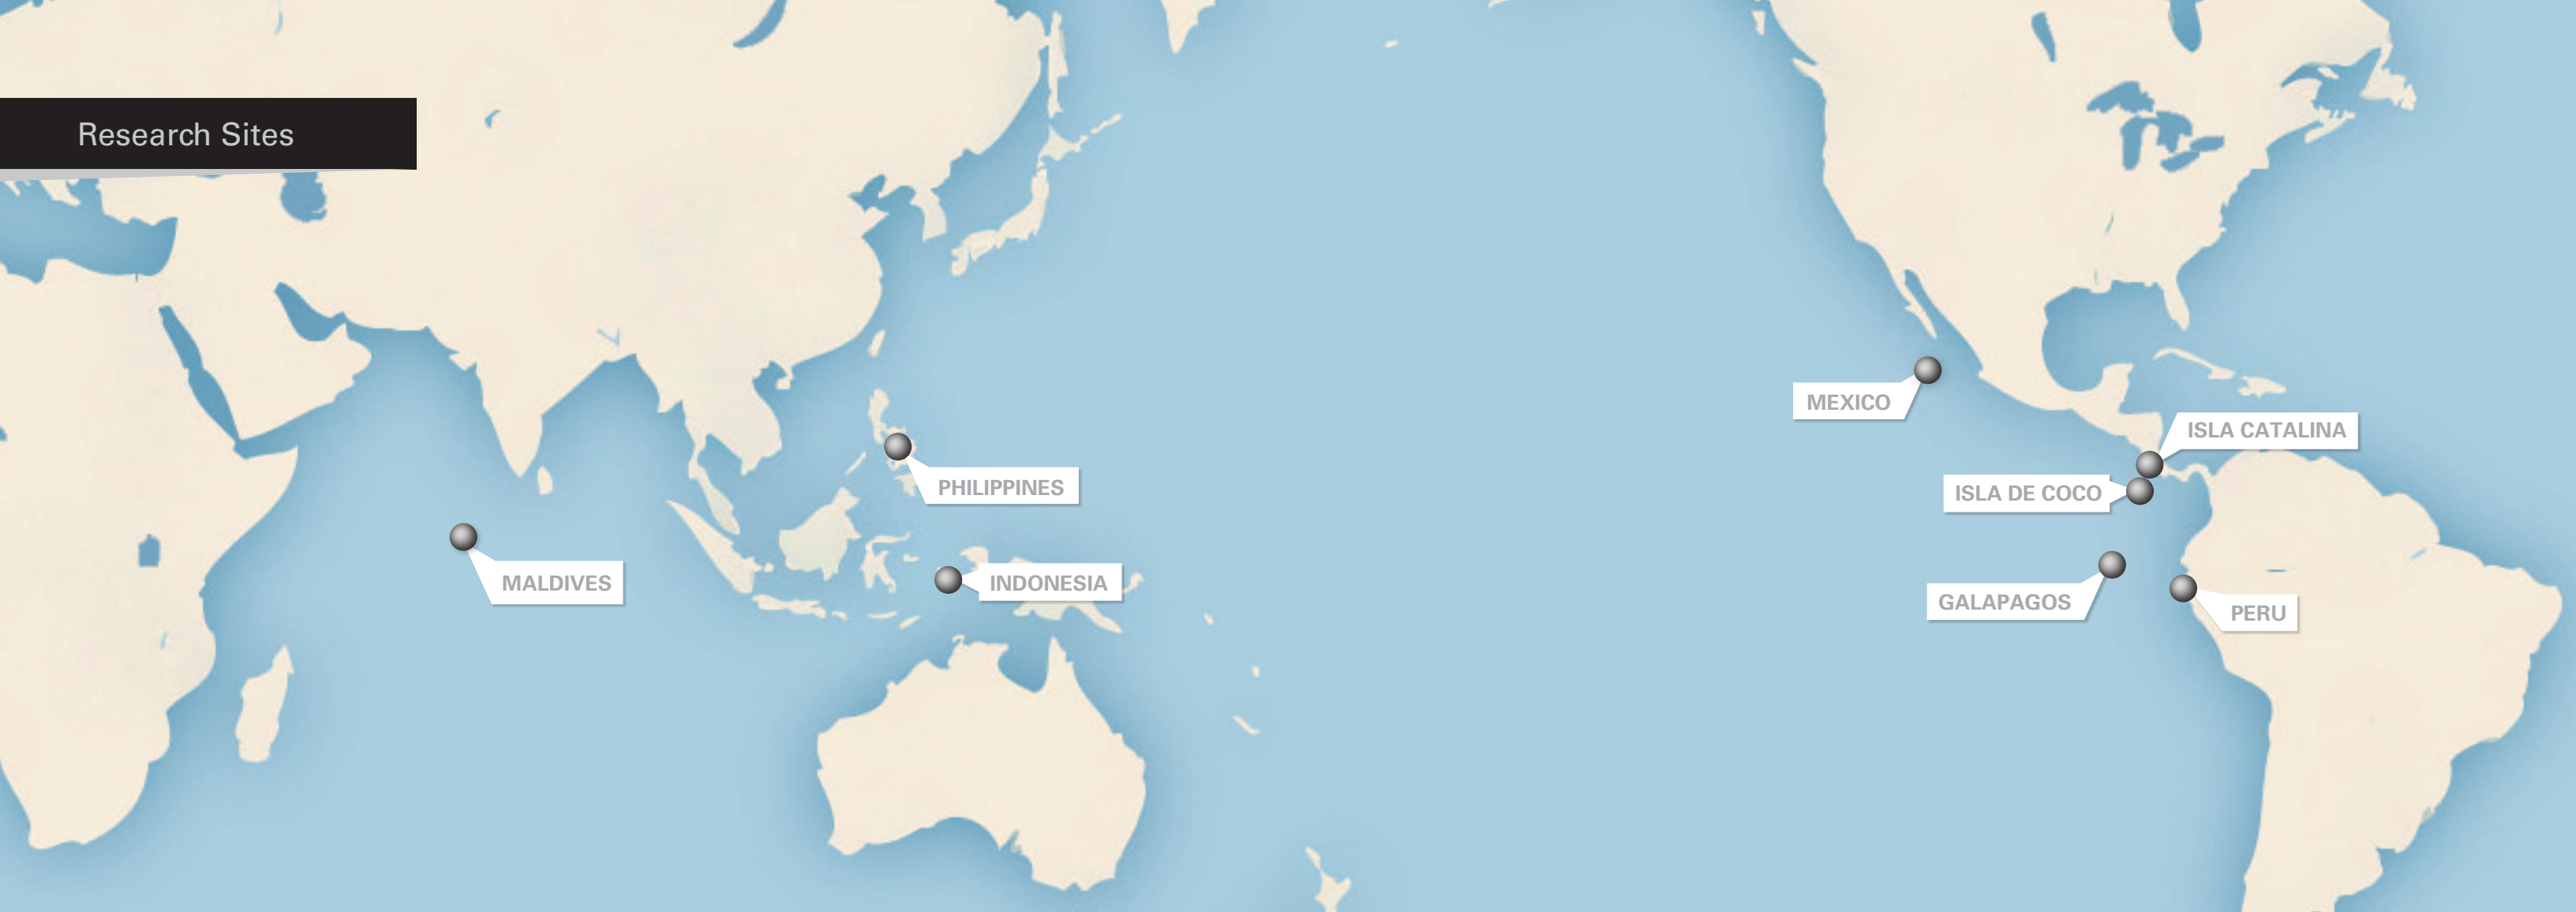 Research Sites
MEXICO
ISLA CATALINA
PHILIPPINES
ISLA DE COCO
MALDIVES
INDONESIA
GALAPAGOS
PERU